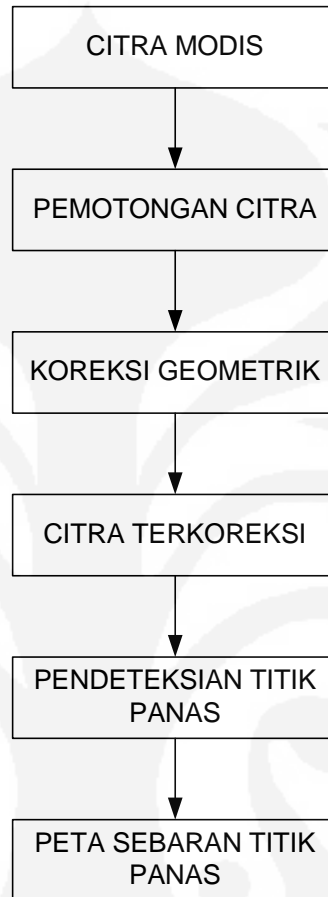 CITRA MODIS
PEMOTONGAN CITRA
KOREKSI GEOMETRIK
CITRA TERKOREKSI
PENDETEKSIAN TITIK
PANAS
PETA SEBARAN TITIK
PANAS